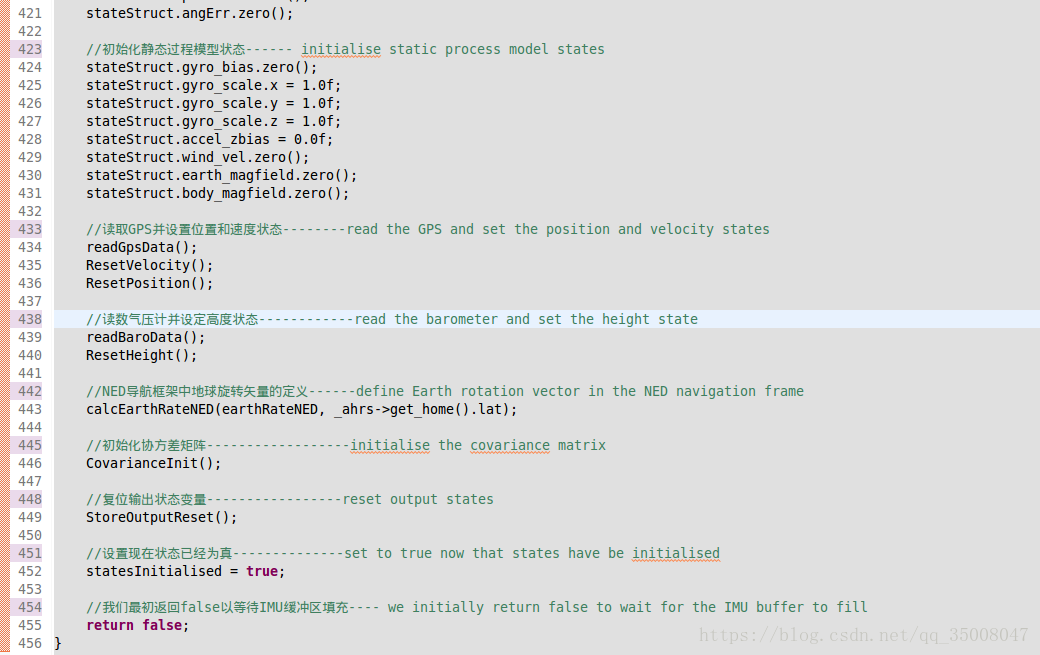 421 stateStruct.angErr.zero();
422
423 //初始化静态过程模型状态------ initialise static process model states
424 stateStruct.gyro_bias.zero();
425 stateStruct.gyro_scale.x = 1.0f;
426 stateStruct.gyro_scale.y = 1.0f;
427 stateStruct.gyro_scale.z = 1.0f;
428 stateStruct.accel_zbias = 0.0f;
429 stateStruct.wind_vel.zero();
430 stateStruct.earth_magfield.zero();
431 stateStruct.body_magfield.zero();
432
433 //读取GPS并设置位置和速度状态--------read the GPS and set the position and velocity states
434 readGpsData();
435 ResetVelocity();
436 ResetPosition();
437
438 //读数气压计并设定高度状态------------read the barometer and set the height state
439 readBaroData();
440 ResetHeight();
441
442 //NED导航框架中地球旋转矢量的定义------define Earth rotation vector in the NED navigation frame
443 calcEarthRateNED(earthRateNED, _ahrs->get_home().lat);
444
445 //初始化协方差矩阵------------------initialise the covariance matrix
446 CovarianceInit();
447
448 //复位输出状态变量-----------------reset output states
449 StoreOutputReset();
450
451 //设置现在状态已经为真--------------set to true now that states have be initialised
452 statesInitialised = true;
453
454 //我们最初返回false以等待IMU缓冲区填充---- we initially return false to wait for the IMU buffer to fill
455 return false;
456 }
https://blog.csdn.net/qq_35008047